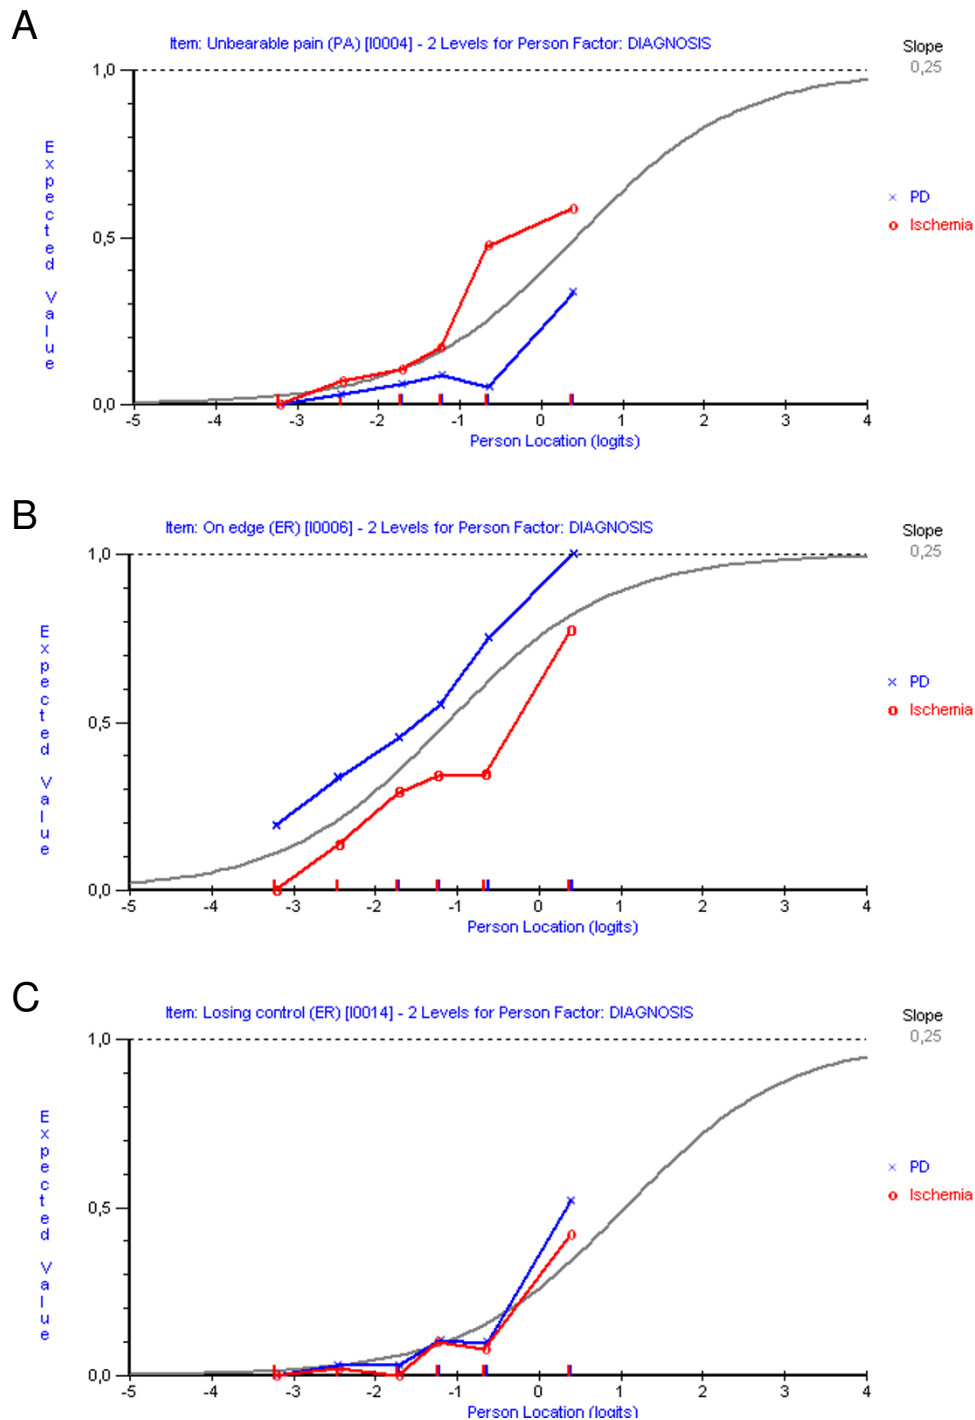 A
Item: Unbearable pain (PA) [I0004] - 2 Levels for Person Factor: DIAGNOSIS
Slope
0,25
1,0
0,5
0,0
Expected Value
-5 -4 -3 -2 -1 0 1 2 3 4
Person Location (logits)
× PD
o Ischemia
B
Item: On edge (ER) [I0006] - 2 Levels for Person Factor: DIAGNOSIS
Slope
0,25
1,0
0,5
0,0
Expected Value
-5 -4 -3 -2 -1 0 1 2 3 4
Person Location (logits)
× PD
o Ischemia
C
Item: Losing control (ER) [I0014] - 2 Levels for Person Factor: DIAGNOSIS
Slope
0,25
1,0
0,5
0,0
Expected Value
-5 -4 -3 -2 -1 0 1 2 3 4
Person Location (logits)
× PD
o Ischemia